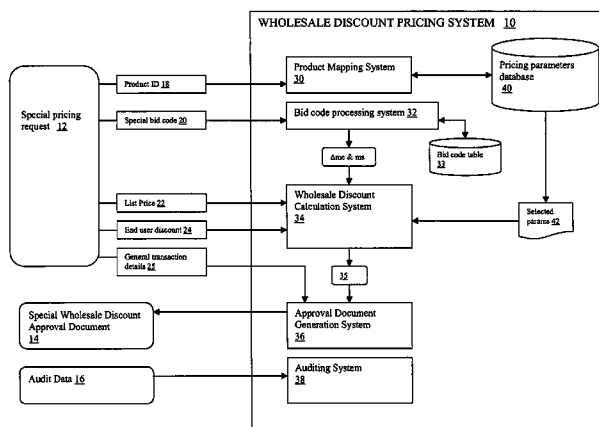 WHOLESALE DISCOUNT PRICING SYSTEM 10
Special pricing
request 12
Product ID 18
Special bid code 20
List Price 22
End user discount 24
General transaction
details 25
Product Mapping System
30
Bid code processing system 32
Δmc & ms
Bid code table
33
Pricing parameters
database
40
Wholesale Discount
Calculation System
34
Selected
params 42
35
Special Wholesale Discount
Approval Document
14
Approval Document
Generation System
36
Audit Data 16
Auditing System
38